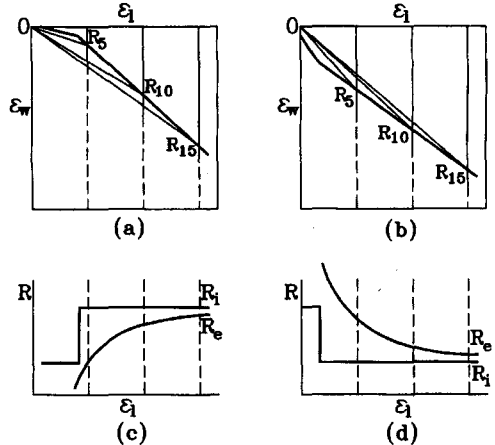 0 ε_l
ε_w
R_5
R_10
R_15
(a)
0 ε_l
ε_w
R_5
R_10
R_15
(b)
R
R_i
R_e
ε_l
(c)
R
R_e
R_i
ε_l
(d)